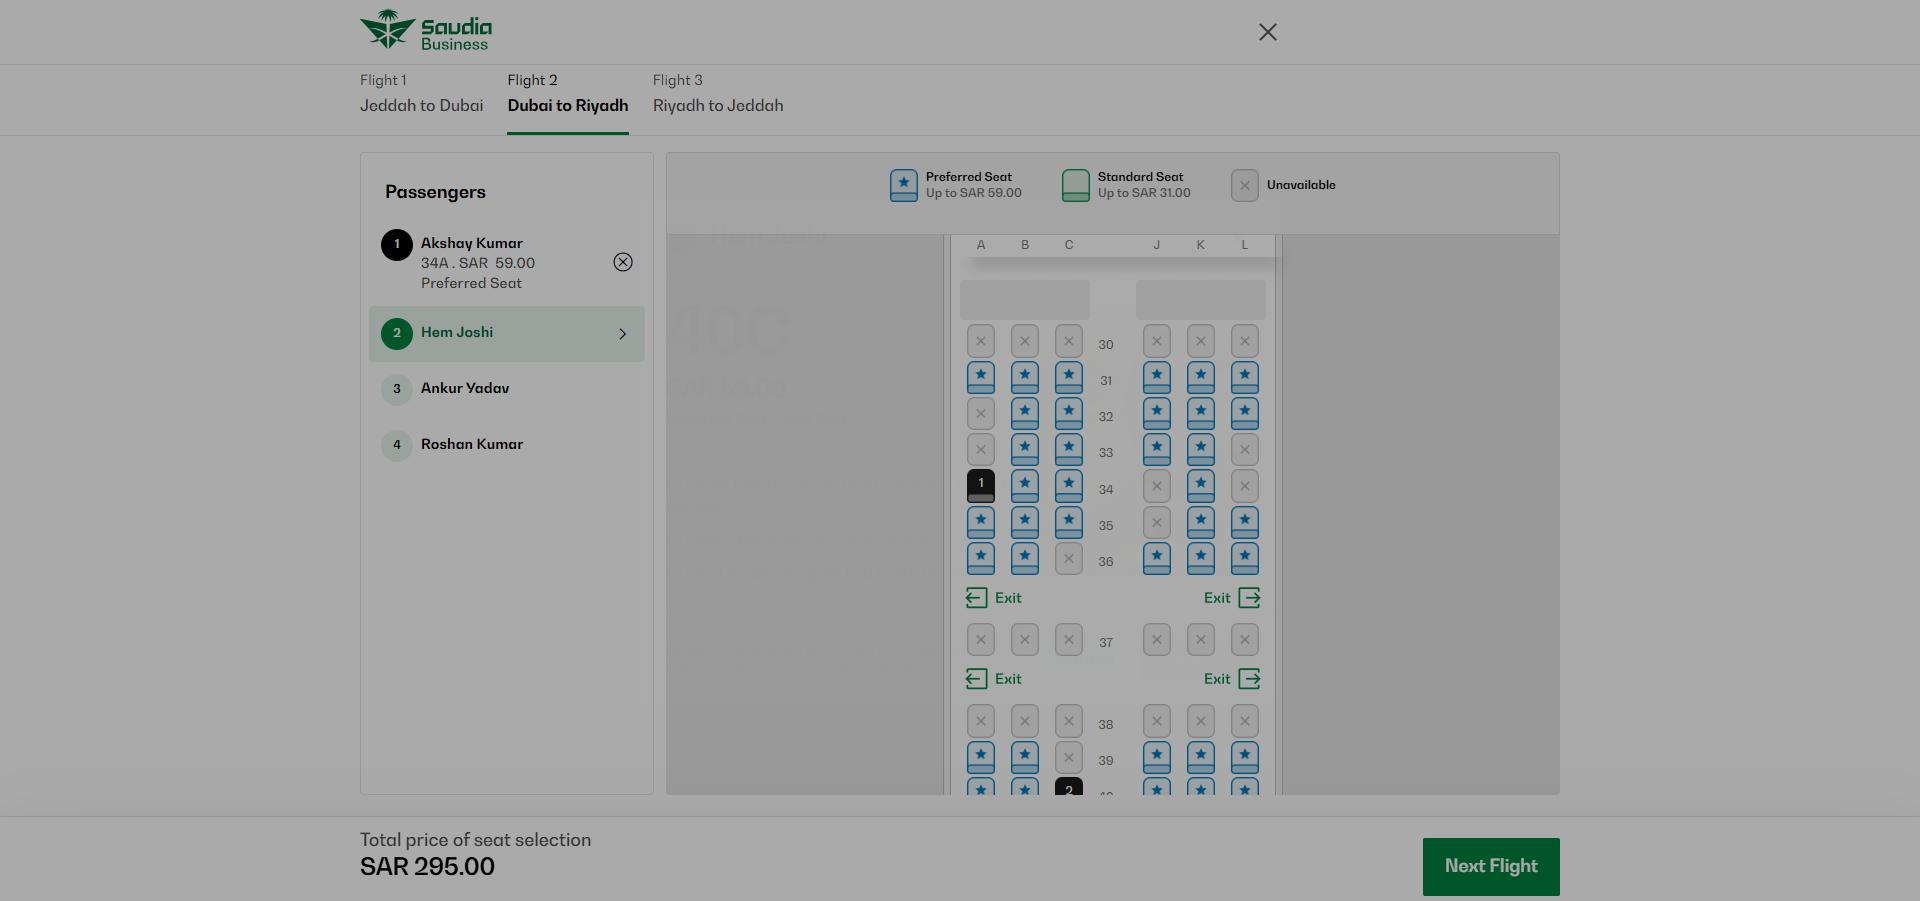 Saudia
Business
Flight 1
Jeddah to Dubai
Flight 2
Dubai to Riyadh
Flight 3
Riyadh to Jeddah
Passengers
1
Akshay Kumar
34A . SAR 59.00
Preferred Seat
2
Hem Joshi
3
Ankur Yadav
4
Roshan Kumar
Preferred Seat
Up to SAR 59.00
Standard Seat
Up to SAR 31.00
Unavailable
40C
SAR 59.00
A B C J K L
30
31
32
33
1 34
35
36
Exit Exit
37
Exit Exit
38
39
2
Total price of seat selection
SAR 295.00
Next Flight